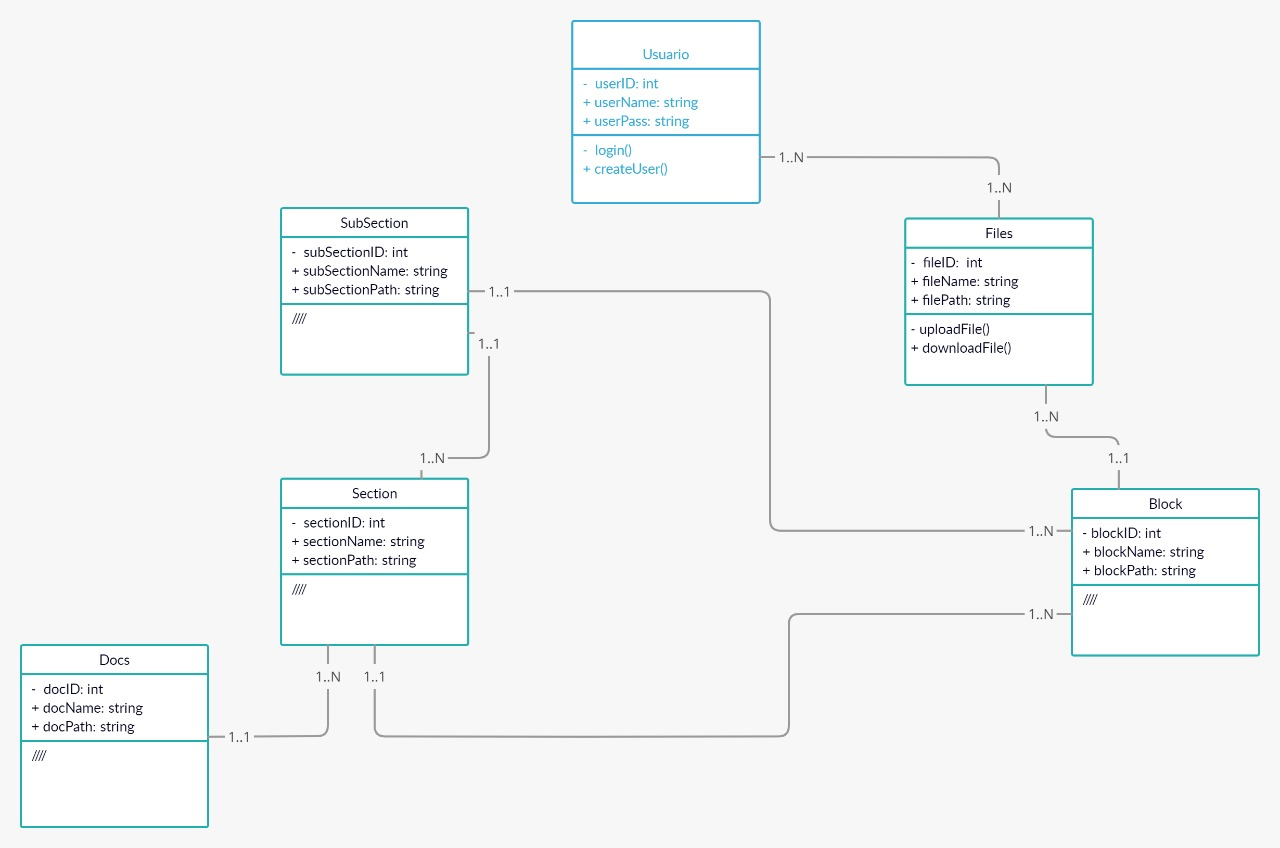 Usuario
- userID: int
+ userName: string
+ userPass: string
- login()
+ createUser()
1..N
1..N
SubSection
- subSectionID: int
+ subSectionName: string
+ subSectionPath: string
////
1..1
1..1
Files
- fileID: int
+ fileName: string
+ filePath: string
- uploadFile()
+ downloadFile()
1..N
1..1
1..N
Section
- sectionID: int
+ sectionName: string
+ sectionPath: string
////
Block
- blockID: int
+ blockName: string
+ blockPath: string
////
1..N
1..N
1..N
1..1
Docs
- docID: int
+ docName: string
+ docPath: string
////
1..1